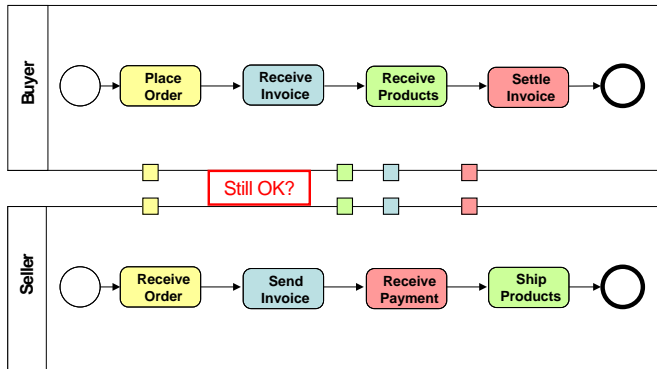 Buyer
Place
Order
Receive
Invoice
Receive
Products
Settle
Invoice
Still OK?
Seller
Receive
Order
Send
Invoice
Receive
Payment
Ship
Products